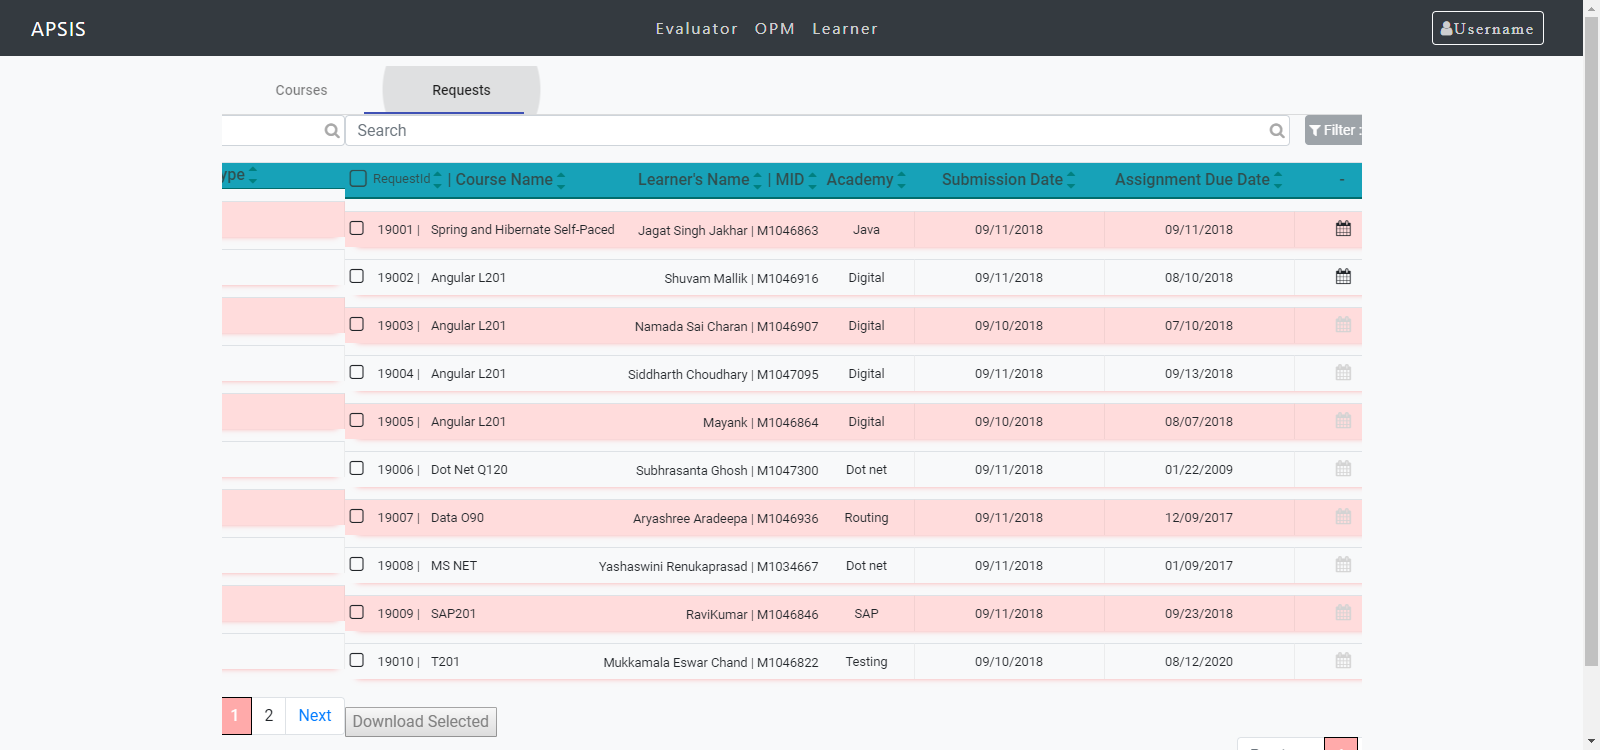 APSIS Evaluator OPM Learner Username
Courses Requests
Search Filter :
ype RequestId | Course Name Learner's Name | MID Academy Submission Date Assignment Due Date -
19001 | Spring and Hibernate Self-Paced Jagat Singh Jakhar | M1046863 Java 09/11/2018 09/11/2018
19002 | Angular L201 Shuvam Mallik | M1046916 Digital 09/11/2018 08/10/2018
19003 | Angular L201 Namada Sai Charan | M1046907 Digital 09/10/2018 07/10/2018
19004 | Angular L201 Siddharth Choudhary | M1047095 Digital 09/11/2018 09/13/2018
19005 | Angular L201 Mayank | M1046864 Digital 09/10/2018 08/07/2018
19006 | Dot Net Q120 Subhrasanta Ghosh | M1047300 Dot net 09/11/2018 01/22/2009
19007 | Data O90 Aryashree Aradeepa | M1046936 Routing 09/11/2018 12/09/2017
19008 | MS NET Yashaswini Renukaprasad | M1034667 Dot net 09/11/2018 01/09/2017
19009 | SAP201 RaviKumar | M1046846 SAP 09/11/2018 09/23/2018
19010 | T201 Mukkamala Eswar Chand | M1046822 Testing 09/10/2018 08/12/2020
1 2 Next Download Selected